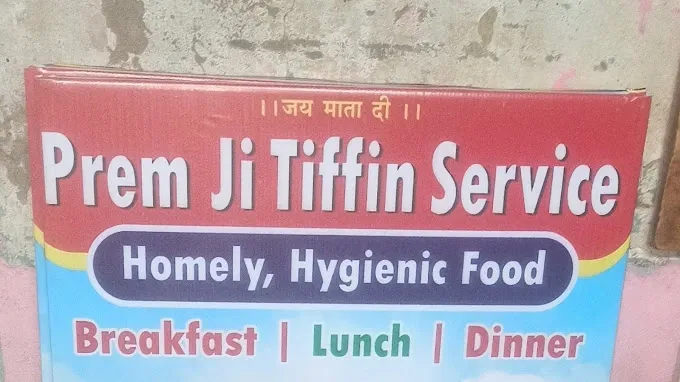 ।।जय माता दी ।।
Prem Ji Tiffin Service
Homely, Hygienic Food
Breakfast | Lunch | Dinner